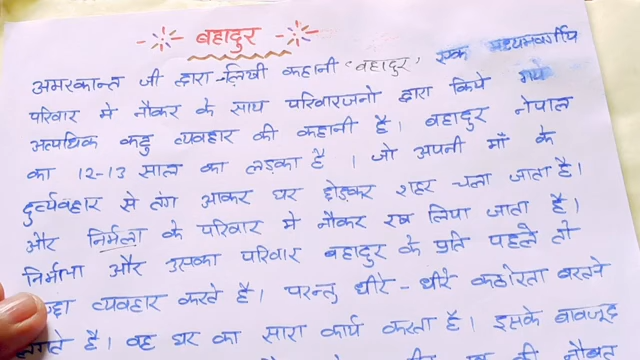 बहादुर
अमरकान्त जी द्वारा लिखी कहानी 'बहादुर' एक मध्यमवर्गीय
परिवार मे नौकर के साथ परिवारजनो द्वारा किये गये
अत्यधिक कटु व्यवहार की कहानी है। बहादुर नेपाल
का 12-13 साल का लड़का है । जो अपनी माँ के
दुर्व्यवहार से तंग आकर घर छोड़कर शहर चला जाता है।
और निर्मला के परिवार मे नौकर रख लिया जाता है।
निर्मला और उसका परिवार बहादुर के प्रति पहले तो
व्यवहार करते है। परन्तु धीरे - धीरे कठोरता बरतने
लगते है। वह घर का सारा कार्य करता है। इसके बावजूद
की नौबत